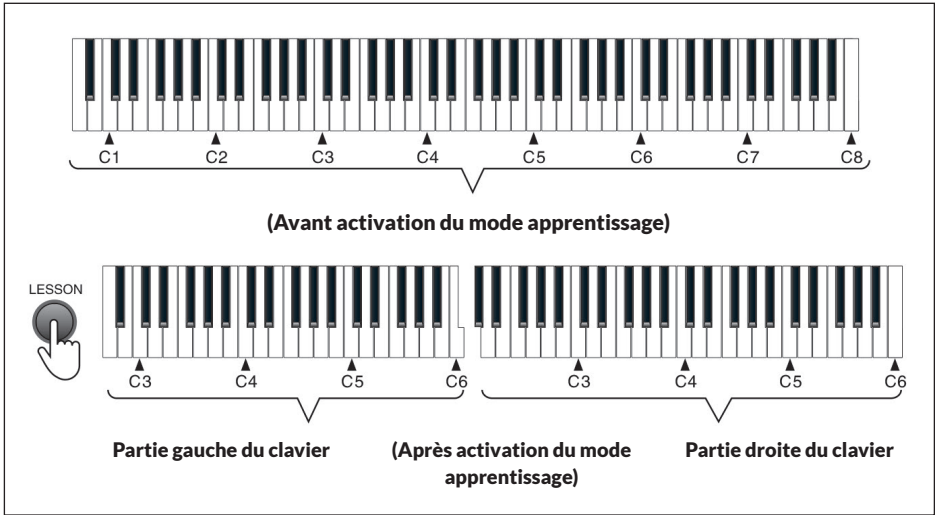 C1 C2 C3 C4 C5 C6 C7 C8
(Avant activation du mode apprentissage)
LESSON
C3 C4 C5 C6 C3 C4 C5 C6
Partie gauche du clavier
(Après activation du mode
apprentissage)
Partie droite du clavier